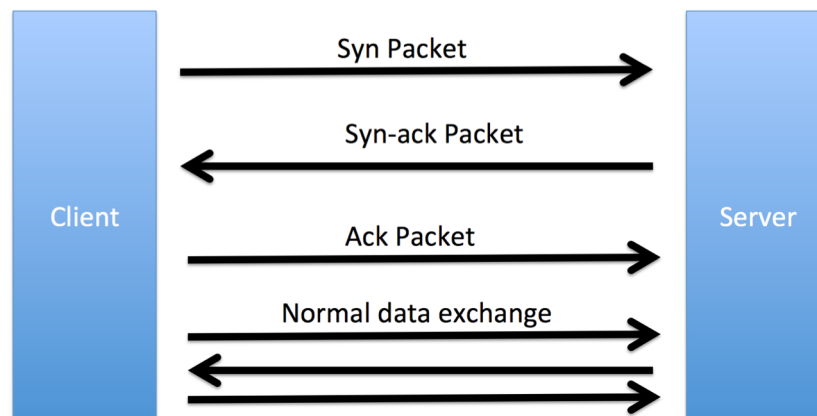 Syn Packet
Syn-ack Packet
Client
Server
Ack Packet
Normal data exchange